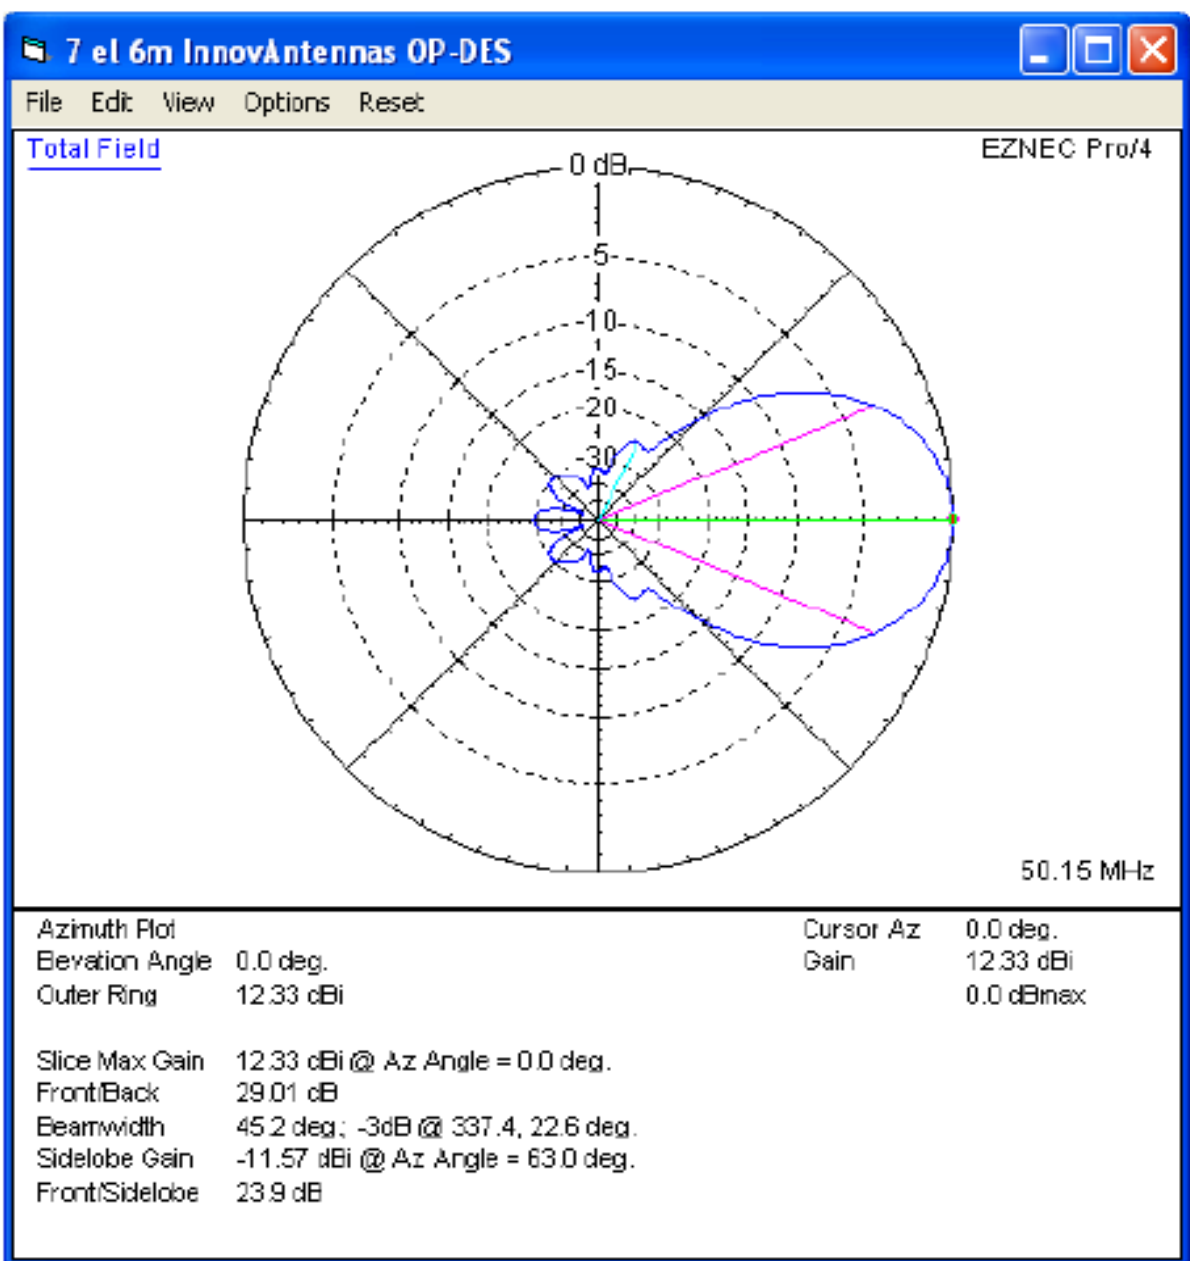 7 el 6m InnovAntennas OP-DES
File Edit View Options Reset
Total Field
EZNEC Pro/4
0 dB
-5
-10
-15
-20
-30
50.15 MHz
Azimuth Plot
Elevation Angle 0.0 deg.
Outer Ring 12.33 dBi
Cursor Az 0.0 deg.
Gain 12.33 dBi
0.0 dBmax
Slice Max Gain 12.33 dBi @ Az Angle = 0.0 deg.
Front/Back 29.01 dB
Beamwidth 45.2 deg.; -3dB @ 337.4, 22.6 deg.
Sidelobe Gain -11.57 dBi @ Az Angle = 63.0 deg.
Front/Sidelobe 23.9 dB